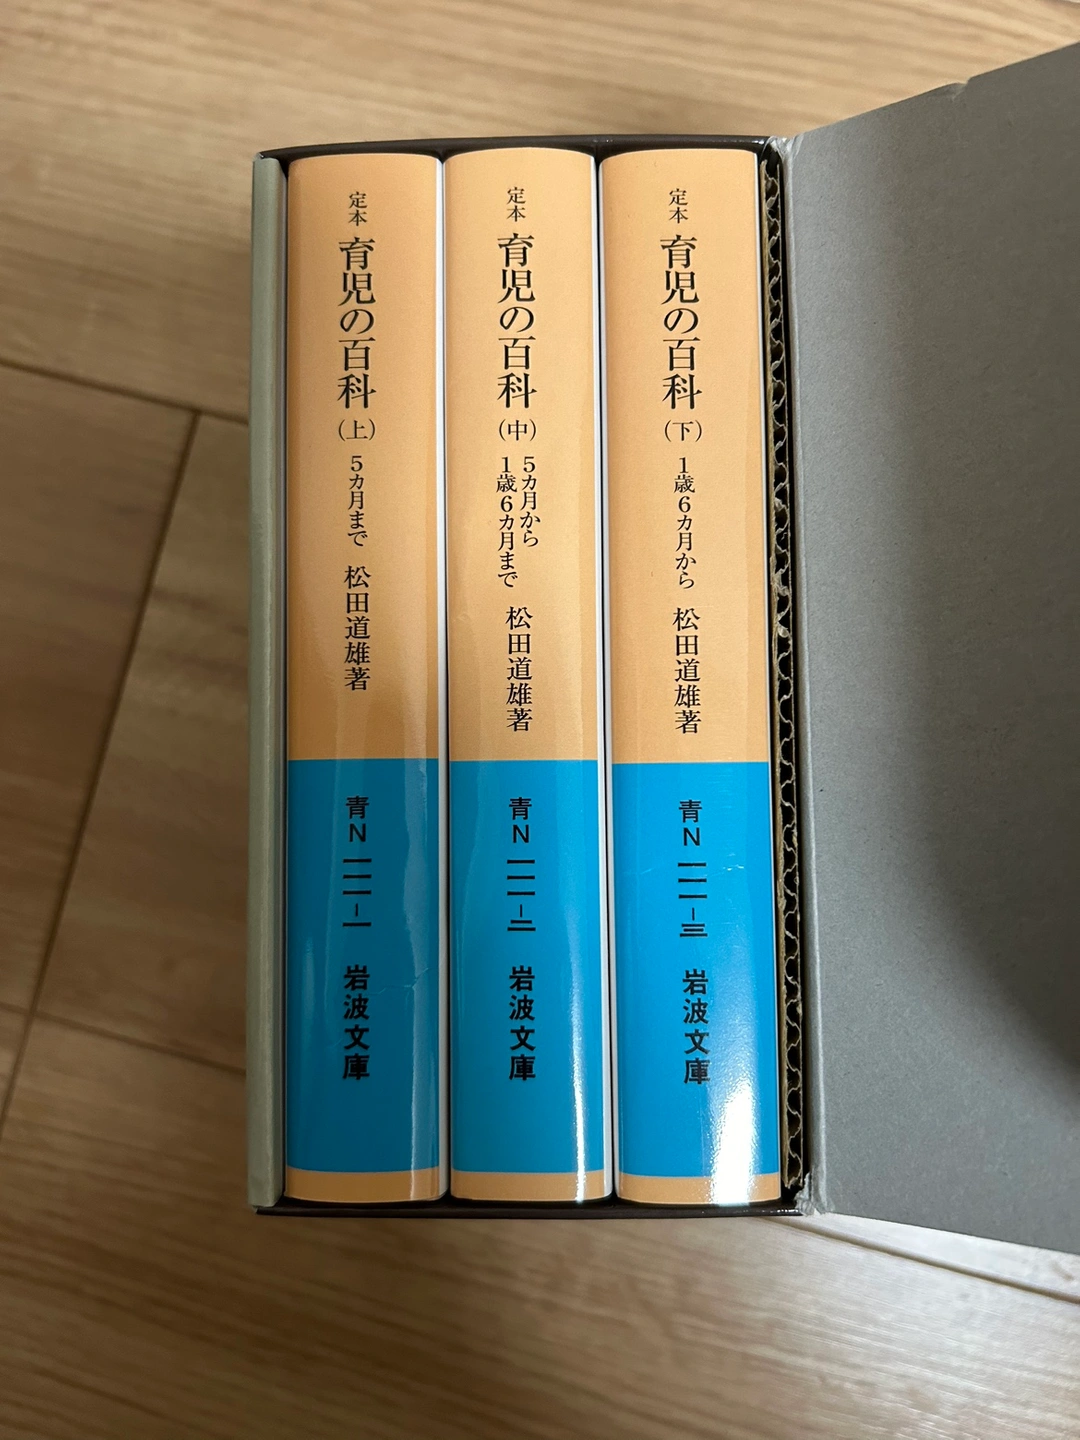 定本 育児の百科(上) 5カ月まで 松田道雄著
青N一一一-一
岩波文庫
定本 育児の百科(中) 5カ月から
1歳6カ月まで 松田道雄著
青N一一一-二
岩波文庫
定本 育児の百科(下) 1歳6カ月から 松田道雄著
青N一一一-三
岩波文庫